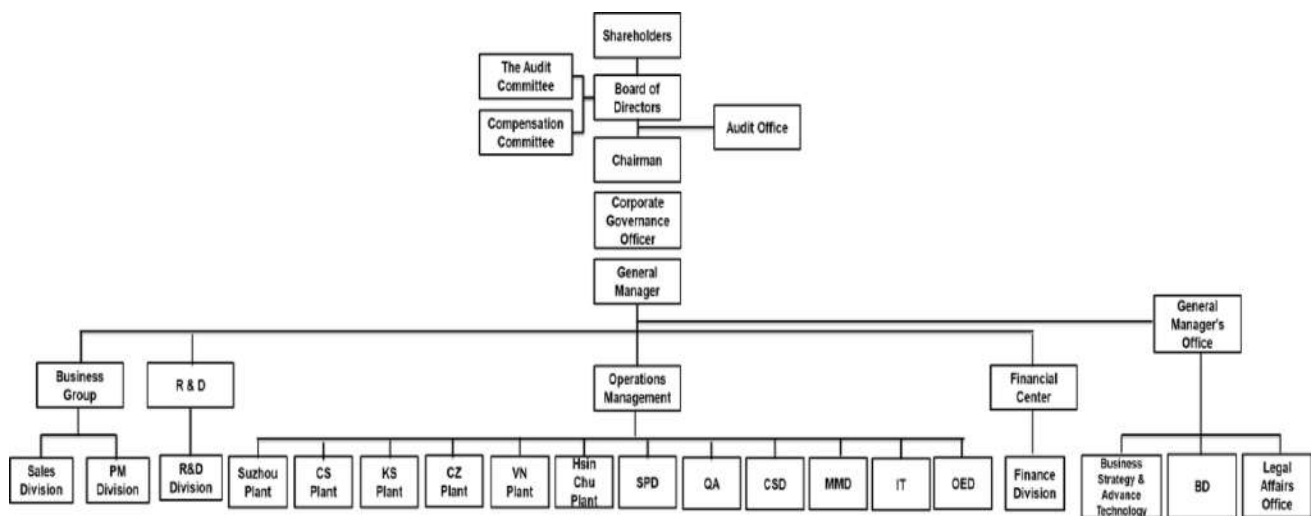 Shareholders
The Audit
Committee
Board of
Directors
Compensation
Committee
Audit Office
Chairman
Corporate
Governance
Officer
General
Manager
General
Manager's
Office
Business
Group
R & D
Operations
Management
Financial
Center
Sales
Division
PM
Division
R&D
Division
Suzhou
Plant
CS
Plant
KS
Plant
CZ
Plant
VN
Plant
Hsin
Chu
Plant
SPD
QA
CSD
MMD
IT
OED
Finance
Division
Business
Strategy &
Advance
Technology
BD
Legal
Affairs
Office